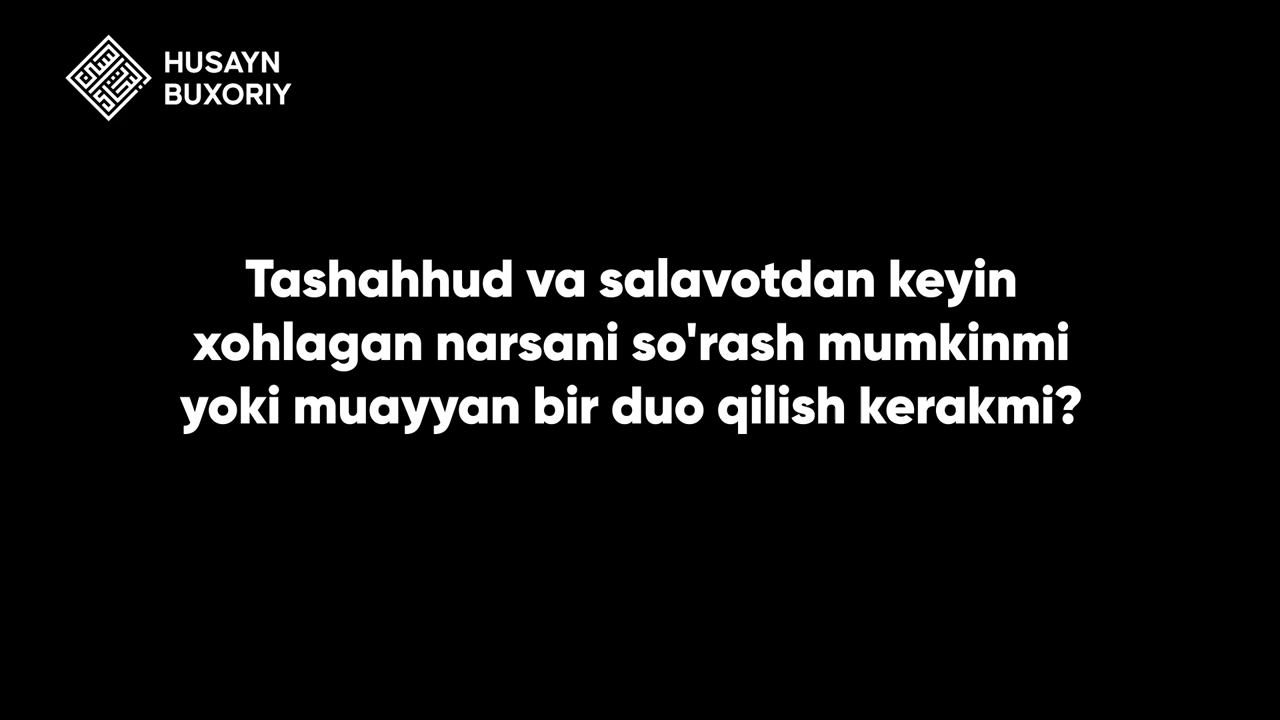 HUSAYN
BUXORIY
Tashahhud va salavotdan keyin
xohlagan narsani so'rash mumkinmi
yoki muayyan bir duo qilish kerakmi?